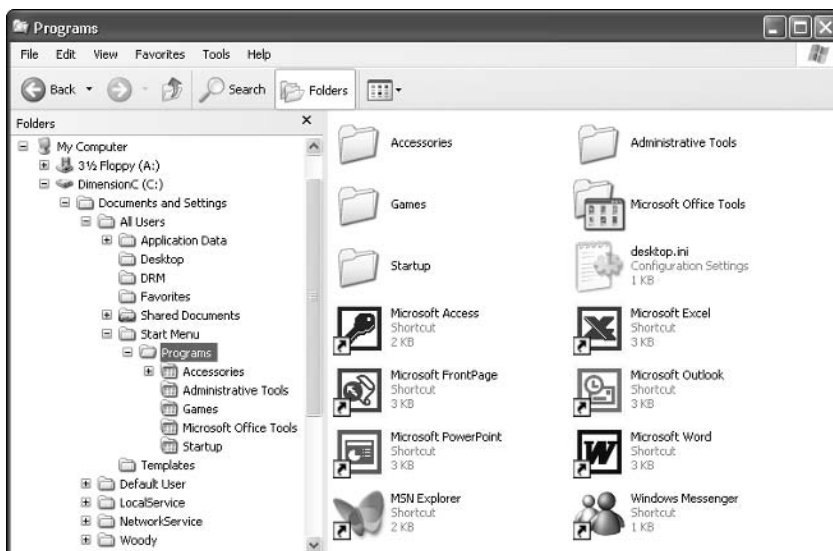 Programs
File Edit View Favorites Tools Help
Back Search Folders
Folders
My Computer
3½ Floppy (A:)
DimensionC (C:)
Documents and Settings
All Users
Application Data
Desktop
DRM
Favorites
Shared Documents
Start Menu
Programs
Accessories
Administrative Tools
Games
Microsoft Office Tools
Startup
Templates
Default User
LocalService
NetworkService
Woody
Accessories
Administrative Tools
Games
Microsoft Office Tools
Startup
desktop.ini
Configuration Settings
1 KB
Microsoft Access
Shortcut
2 KB
Microsoft Excel
Shortcut
3 KB
Microsoft FrontPage
Shortcut
3 KB
Microsoft Outlook
Shortcut
3 KB
Microsoft PowerPoint
Shortcut
3 KB
Microsoft Word
Shortcut
3 KB
MSN Explorer
Shortcut
2 KB
Windows Messenger
Shortcut
1 KB